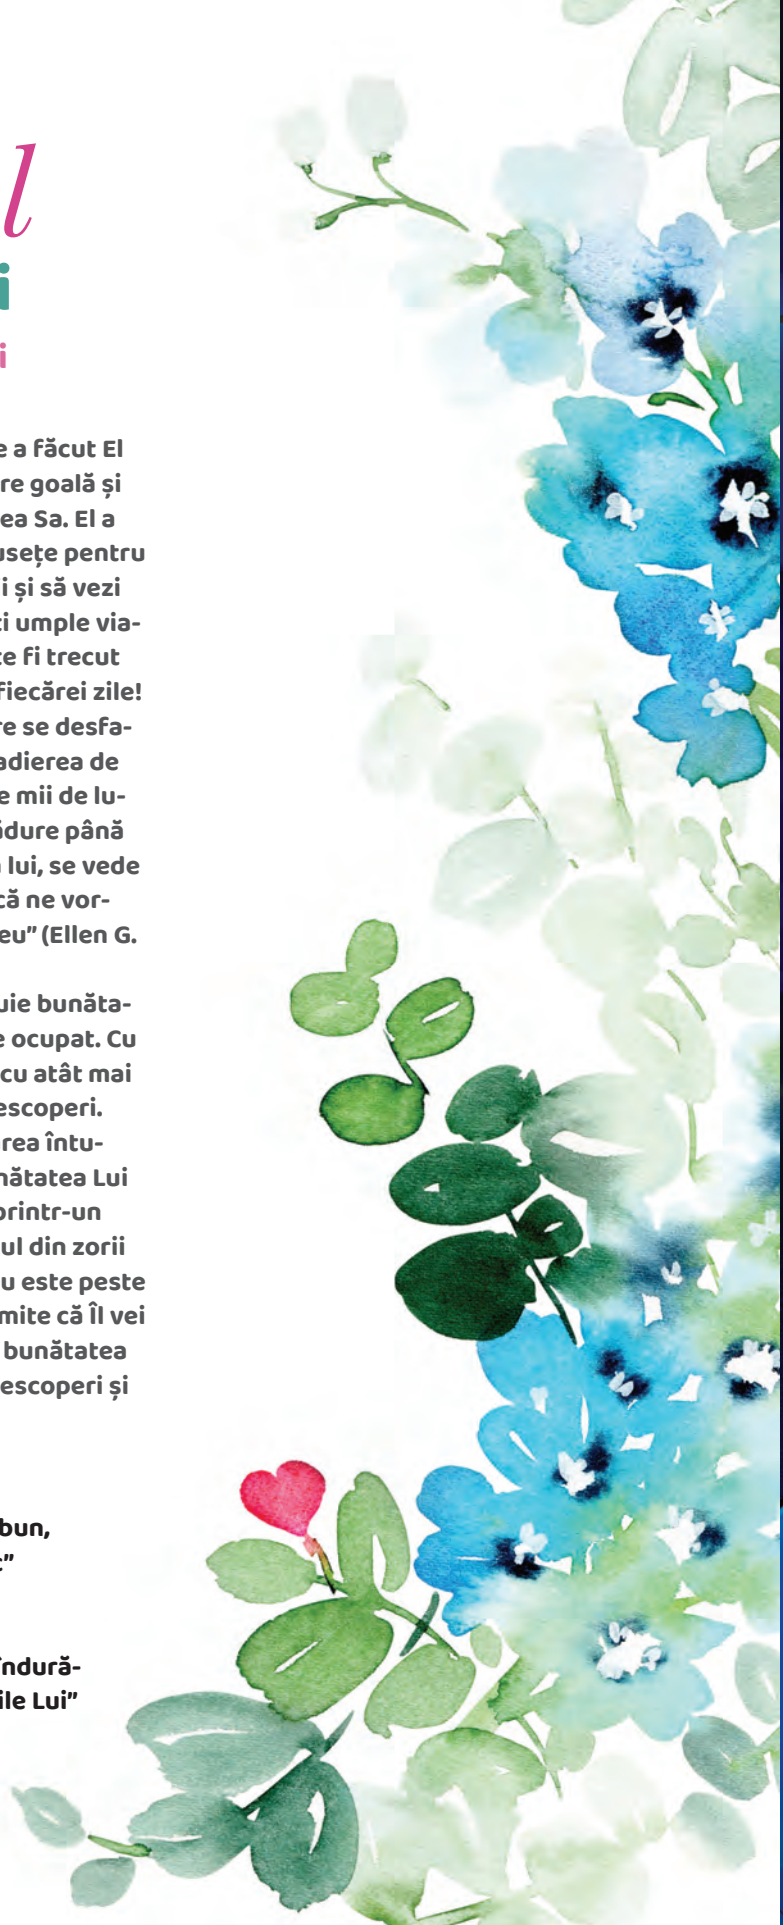 l
i
i
e a făcut El
re goală și
ea Sa. El a
usețe pentru
i și să vezi
ți umple via-
te fi trecut
fiecărei zile!
re se desfa-
adierea de
e mii de lu-
ădure până
a lui, se vede
că ne vor-
eu” (Ellen G.
uie bunăta-
e ocupat. Cu
cu atât mai
escoperi.
area întu-
nătatea Lui
printr-un
ul din zorii
u este peste
mite că Îl vei
bunătatea
escoperi și
bun,
t”
îndură-
ile Lui”